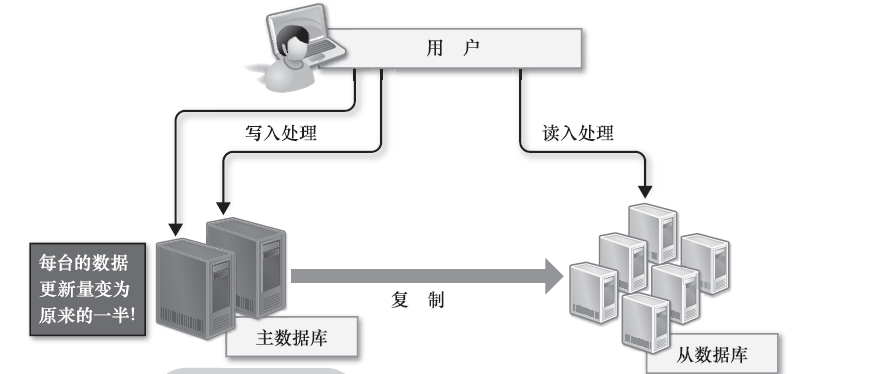 用 户
写入处理
读入处理
每台的数据
更新量变为
原来的一半!
复 制
主数据库
从数据库